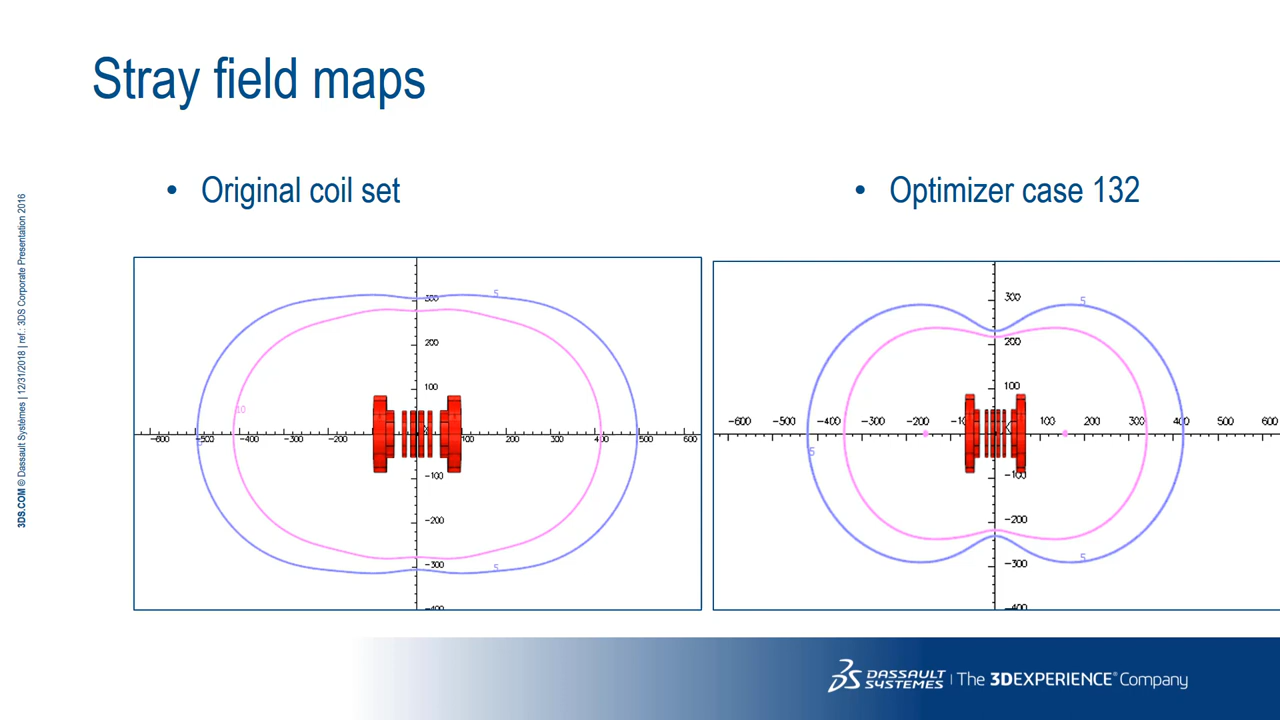 Stray field maps
• Original coil set
• Optimizer case 132
5
300
200
100
10
-600 -500 -400 -300 -200 100 200 300 400 500 600
-100
-200
5
-300
-400
5
300
200
100
-600 -500 -400 -300 -200 100 200 300 400 500 600
5
-100
-200
5
-300
-400
3DS.COM © Dassault Systèmes | 12/31/2018 | ref.: 3DS Corporate Presentation 2016
DASSAULT SYSTEMES | The 3DEXPERIENCE® Company